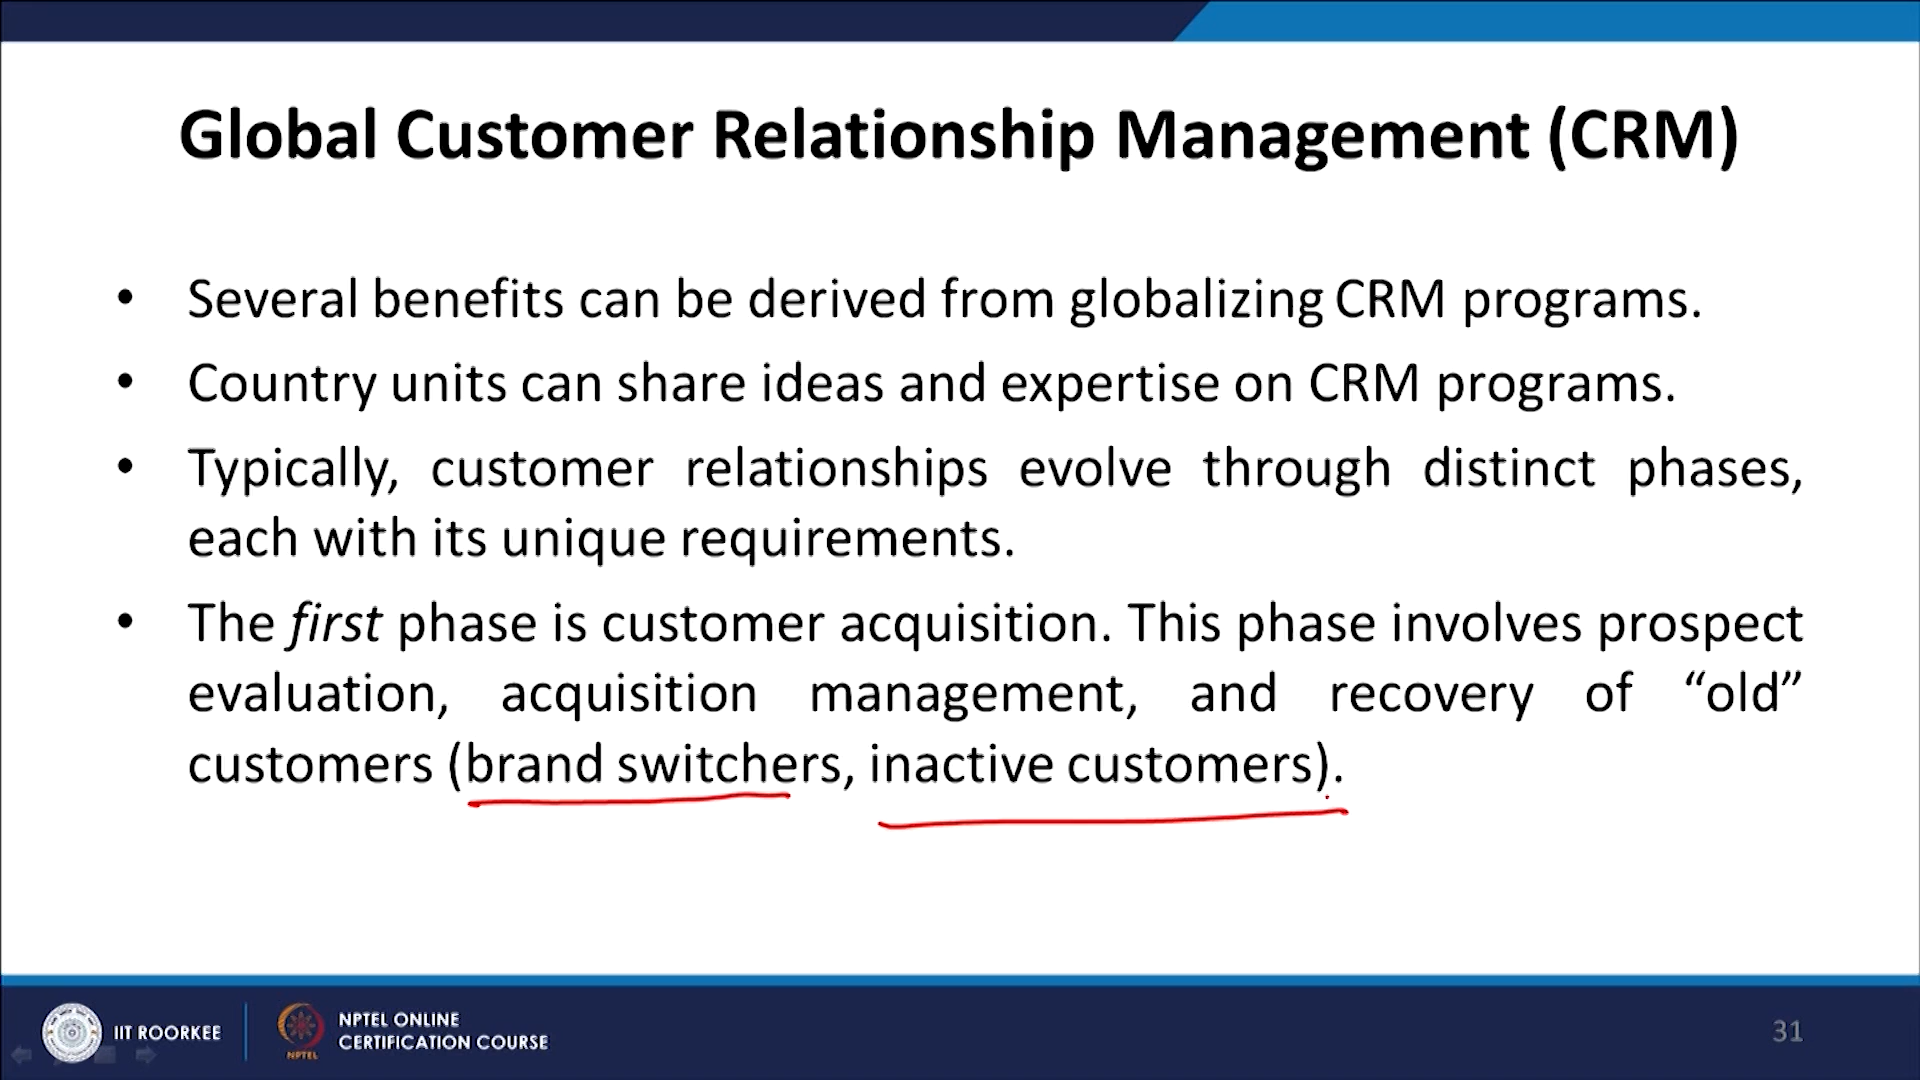 Global Customer Relationship Management (CRM)
• Several benefits can be derived from globalizing CRM programs.
• Country units can share ideas and expertise on CRM programs.
• Typically, customer relationships evolve through distinct phases,
each with its unique requirements.
• The first phase is customer acquisition. This phase involves prospect
evaluation, acquisition management, and recovery of “old”
customers (brand switchers, inactive customers).
IIT ROORKEE
NPTEL
NPTEL ONLINE
CERTIFICATION COURSE
31